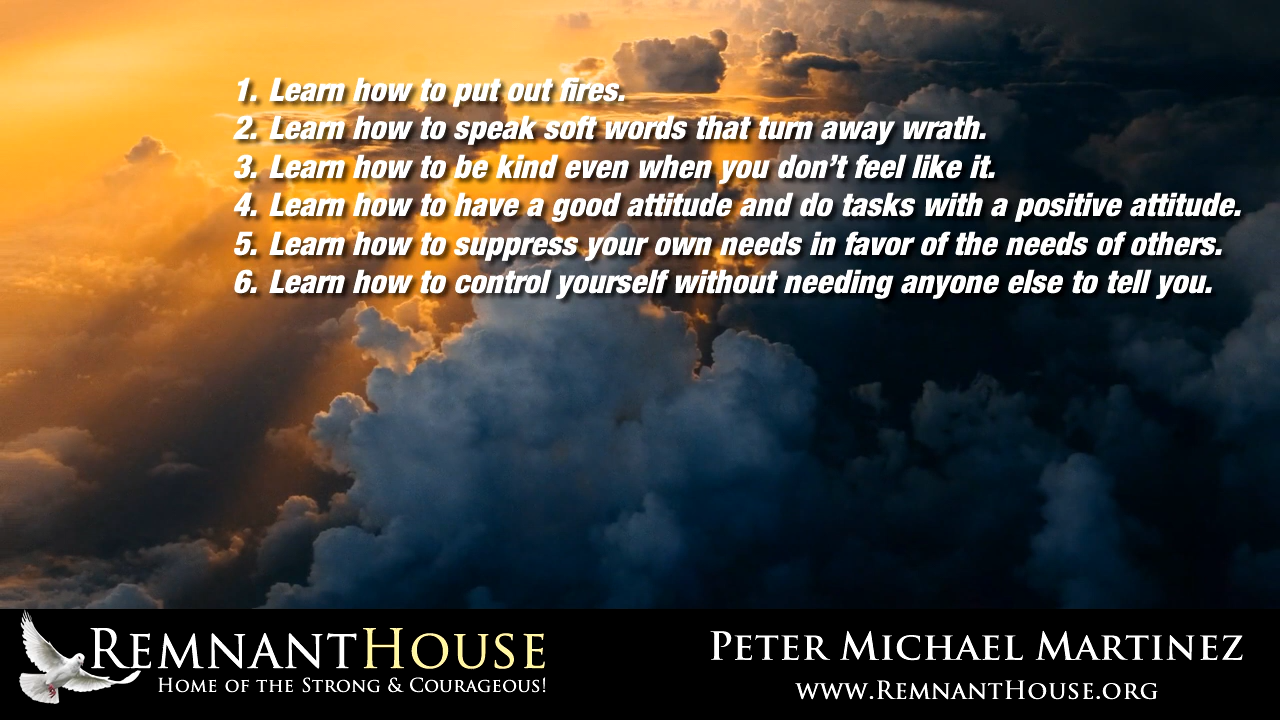 1. Learn how to put out fires.
2. Learn how to speak soft words that turn away wrath.
3. Learn how to be kind even when you don’t feel like it.
4. Learn how to have a good attitude and do tasks with a positive attitude.
5. Learn how to suppress your own needs in favor of the needs of others.
6. Learn how to control yourself without needing anyone else to tell you.
REMNANTHOUSE
HOME OF THE STRONG & COURAGEOUS!
PETER MICHAEL MARTINEZ
WWW.REMNANTHOUSE.ORG